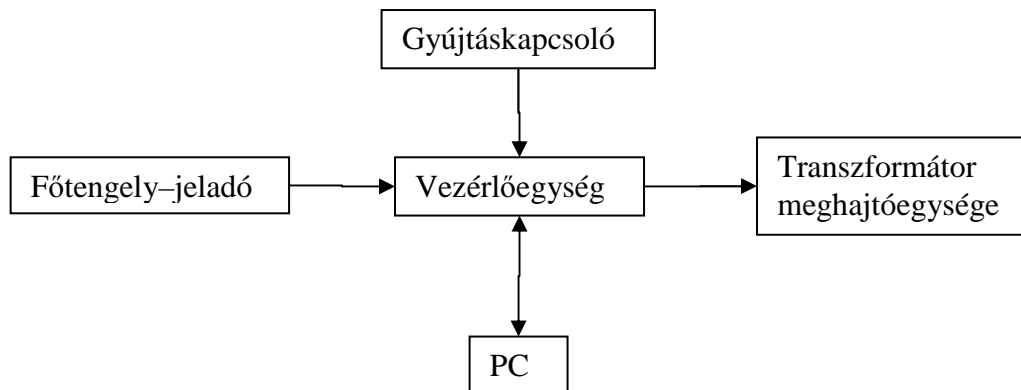 Gyújtáskapcsoló
Főtengely–jeladó
Vezérlőegység
Transzformátor
meghajtóegysége
PC